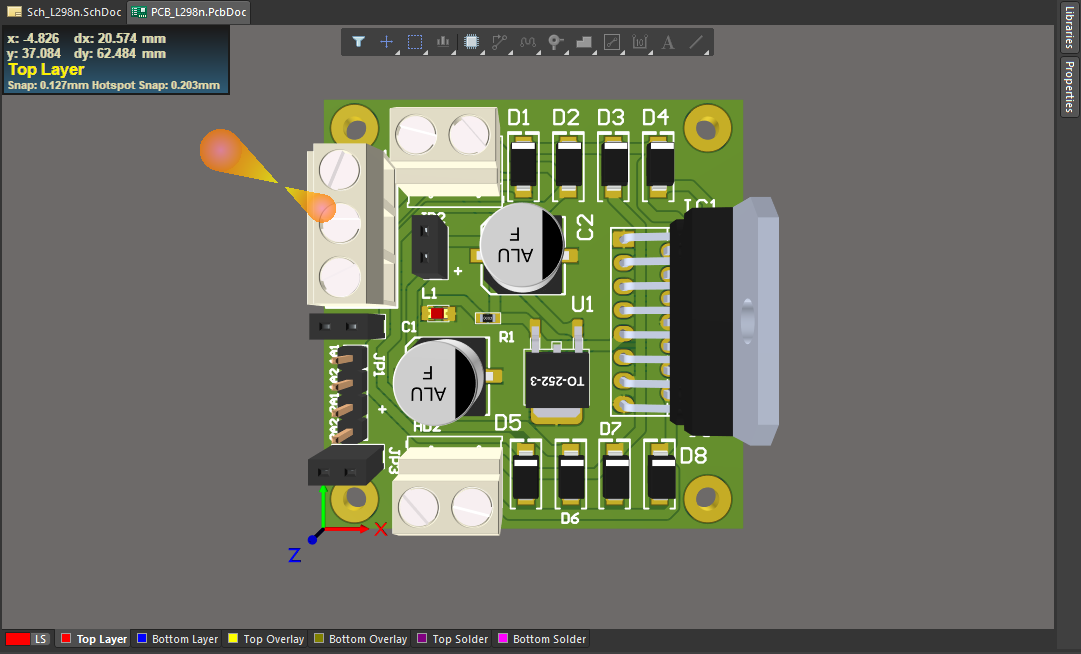 Sch_L298n.SchDoc
PCB_L298n.PcbDoc
Libraries
Properties
x: -4.826 dx: 20.574 mm
y: 37.084 dy: 62.484 mm
Top Layer
Snap: 0.127mm Hotspot Snap: 0.203mm
A
D1
D2
D3
D4
C2
ALU
F
L1
U1
C1
R1
JP1
A1
A2
2A1
2A2
TO-252-3
ALU
F
D5
D7
JP3
D8
D6
X
Z
LS
Top Layer
Bottom Layer
Top Overlay
Bottom Overlay
Top Solder
Bottom Solder